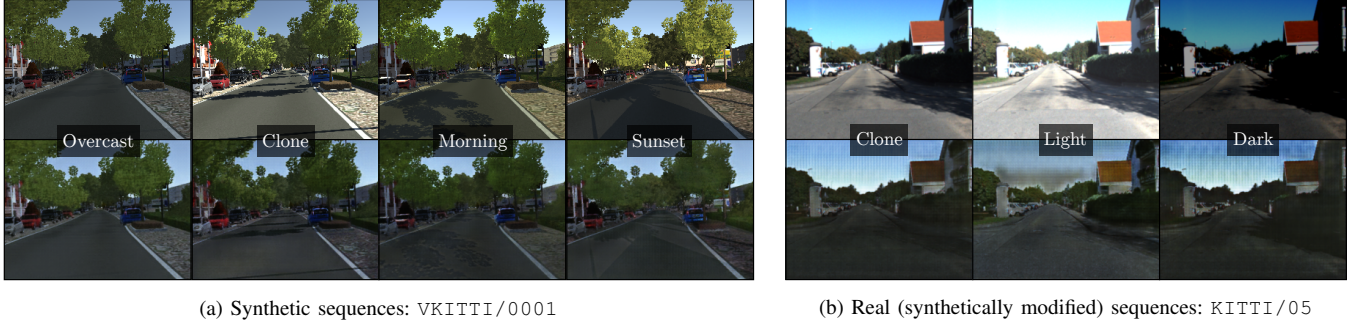 Overcast
Clone
Morning
Sunset
Clone
Light
Dark
(a) Synthetic sequences: VKITTI/0001
(b) Real (synthetically modified) sequences: KITTI/05